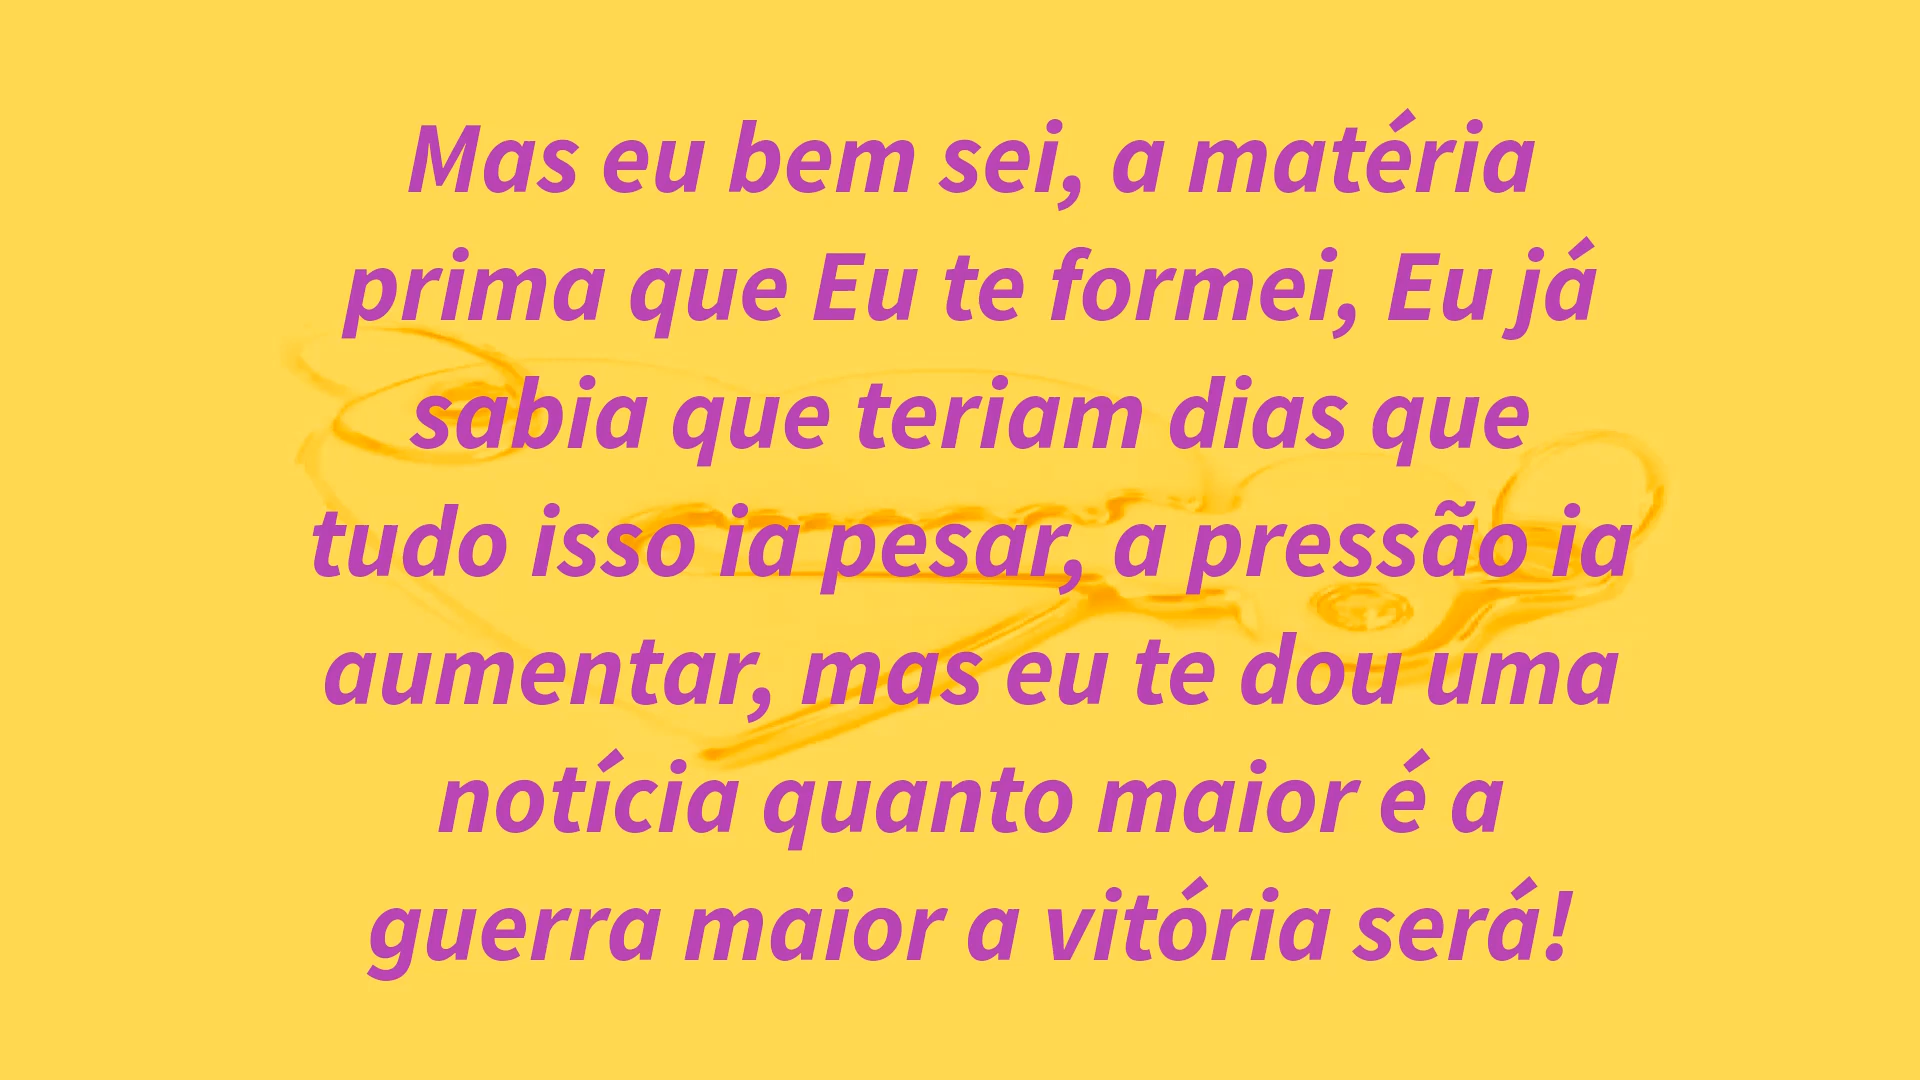 Mas eu bem sei, a matéria
prima que Eu te formei, Eu já
sabia que teriam dias que
tudo isso ia pesar, a pressão ia
aumentar, mas eu te dou uma
notícia quanto maior é a
guerra maior a vitória será!